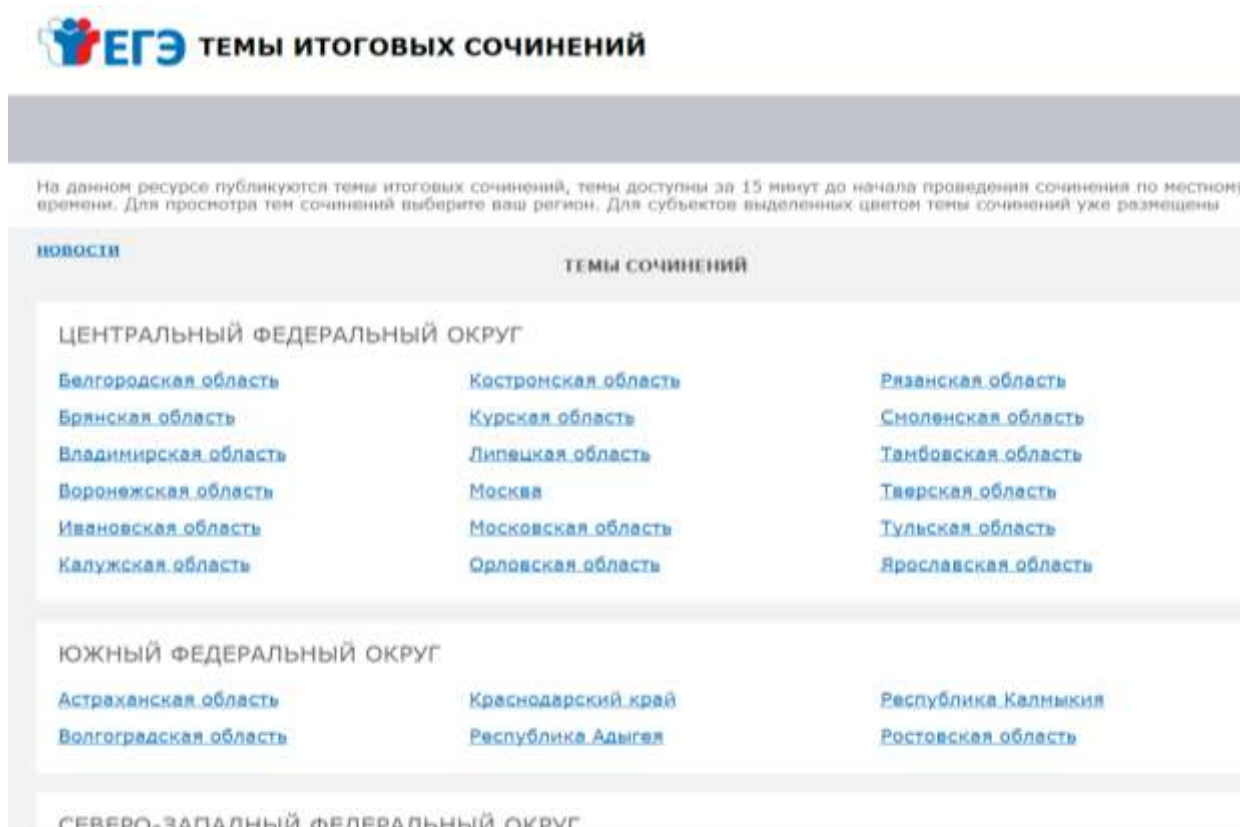 ЕГЭ ТЕМЫ ИТОГОВЫХ СОЧИНЕНИЙ
На данном ресурсе публикуются темы итоговых сочинений, темы доступны за 15 минут до начала проведения сочинения по местному
времени. Для просмотра тем сочинений выберите ваш регион. Для субъектов выделенных цветом темы сочинений уже размещены
НОВОСТИ
ТЕМЫ СОЧИНЕНИЙ
ЦЕНТРАЛЬНЫЙ ФЕДЕРАЛЬНЫЙ ОКРУГ
Белгородская область Костромская область Рязанская область
Брянская область Курская область Смоленская область
Владимирская область Липецкая область Тамбовская область
Воронежская область Москва Тверская область
Ивановская область Московская область Тульская область
Калужская область Орловская область Ярославская область
ЮЖНЫЙ ФЕДЕРАЛЬНЫЙ ОКРУГ
Астраханская область Краснодарский край Республика Калмыкия
Волгоградская область Республика Адыгея Ростовская область
СЕВЕРО-ЗАПАДНЫЙ ФЕДЕРАЛЬНЫЙ ОКРУГ